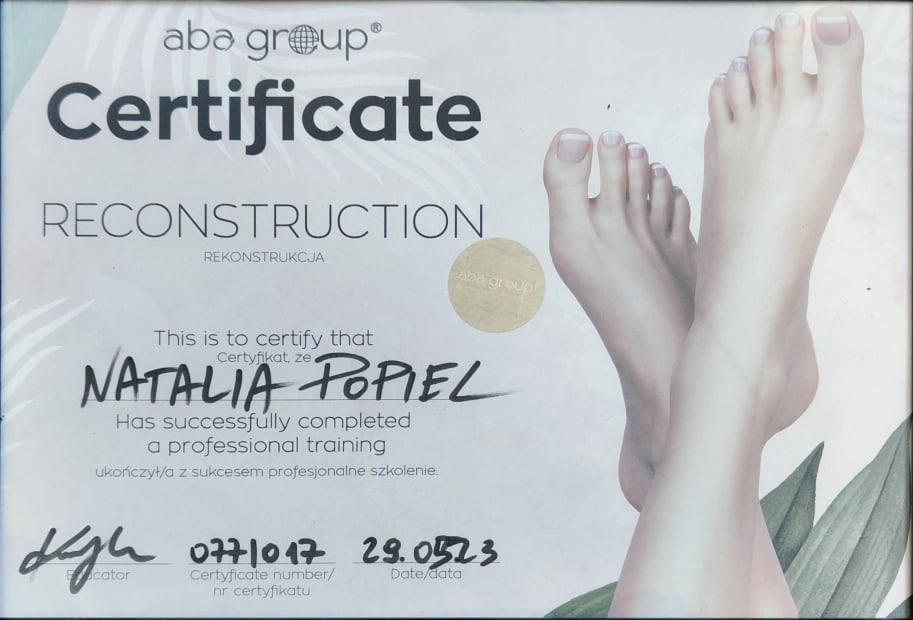 aba group®
Certificate
RECONSTRUCTION
REKONSTRUKCJA
aba group
This is to certify that
Certyfikat, że
NATALIA POPIEL
Has successfully completed
a professional training
ukończył/a z sukcesem profesjonalne szkolenie.
077/017 29.05.23
Educator Certyficate number/ Date/data
nr. certyfikatu